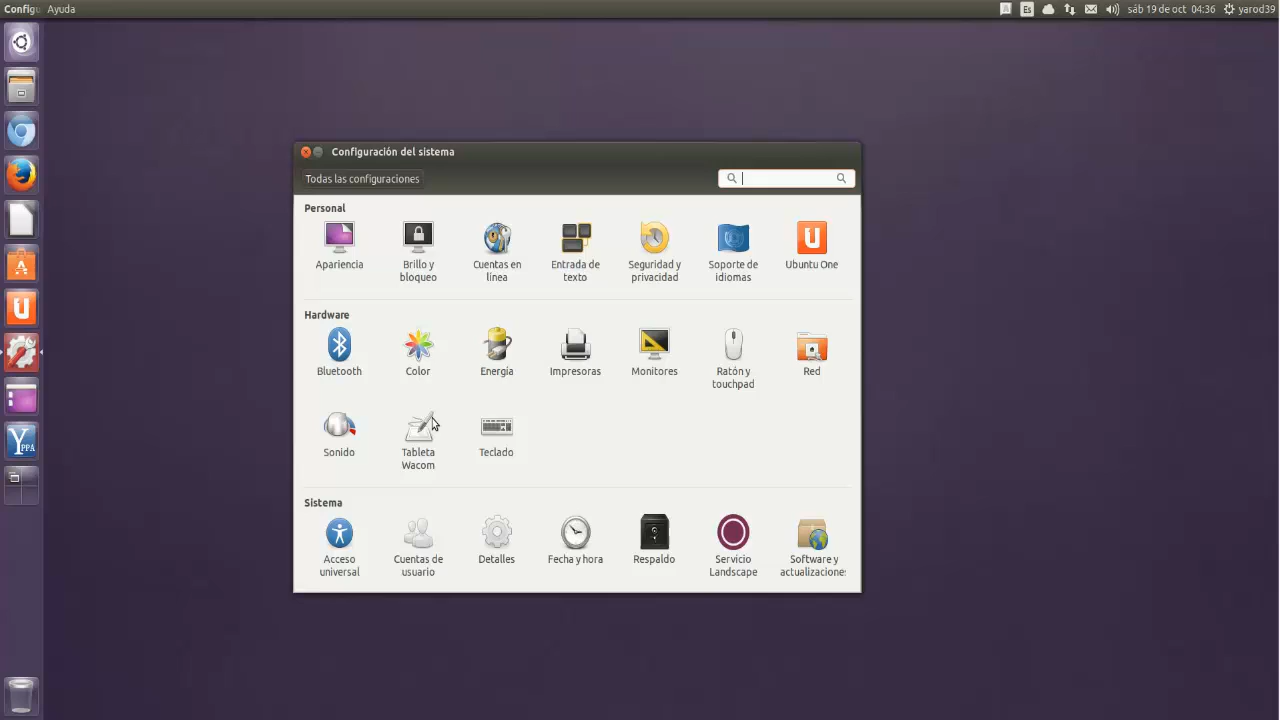 Config Ayuda Es sáb 19 de oct 04:36 yarod39
Configuración del sistema
Todas las configuraciones
Personal
Apariencia
Brillo y
bloqueo
Cuentas en
línea
Entrada de
texto
Seguridad y
privacidad
Soporte de
idiomas
Ubuntu One
Hardware
Bluetooth
Color
Energía
Impresoras
Monitores
Ratón y
touchpad
Red
Sonido
Tableta
Wacom
Teclado
Sistema
Acceso
universal
Cuentas de
usuario
Detalles
Fecha y hora
Respaldo
Servicio
Landscape
Software y
actualizacione
Y PPA